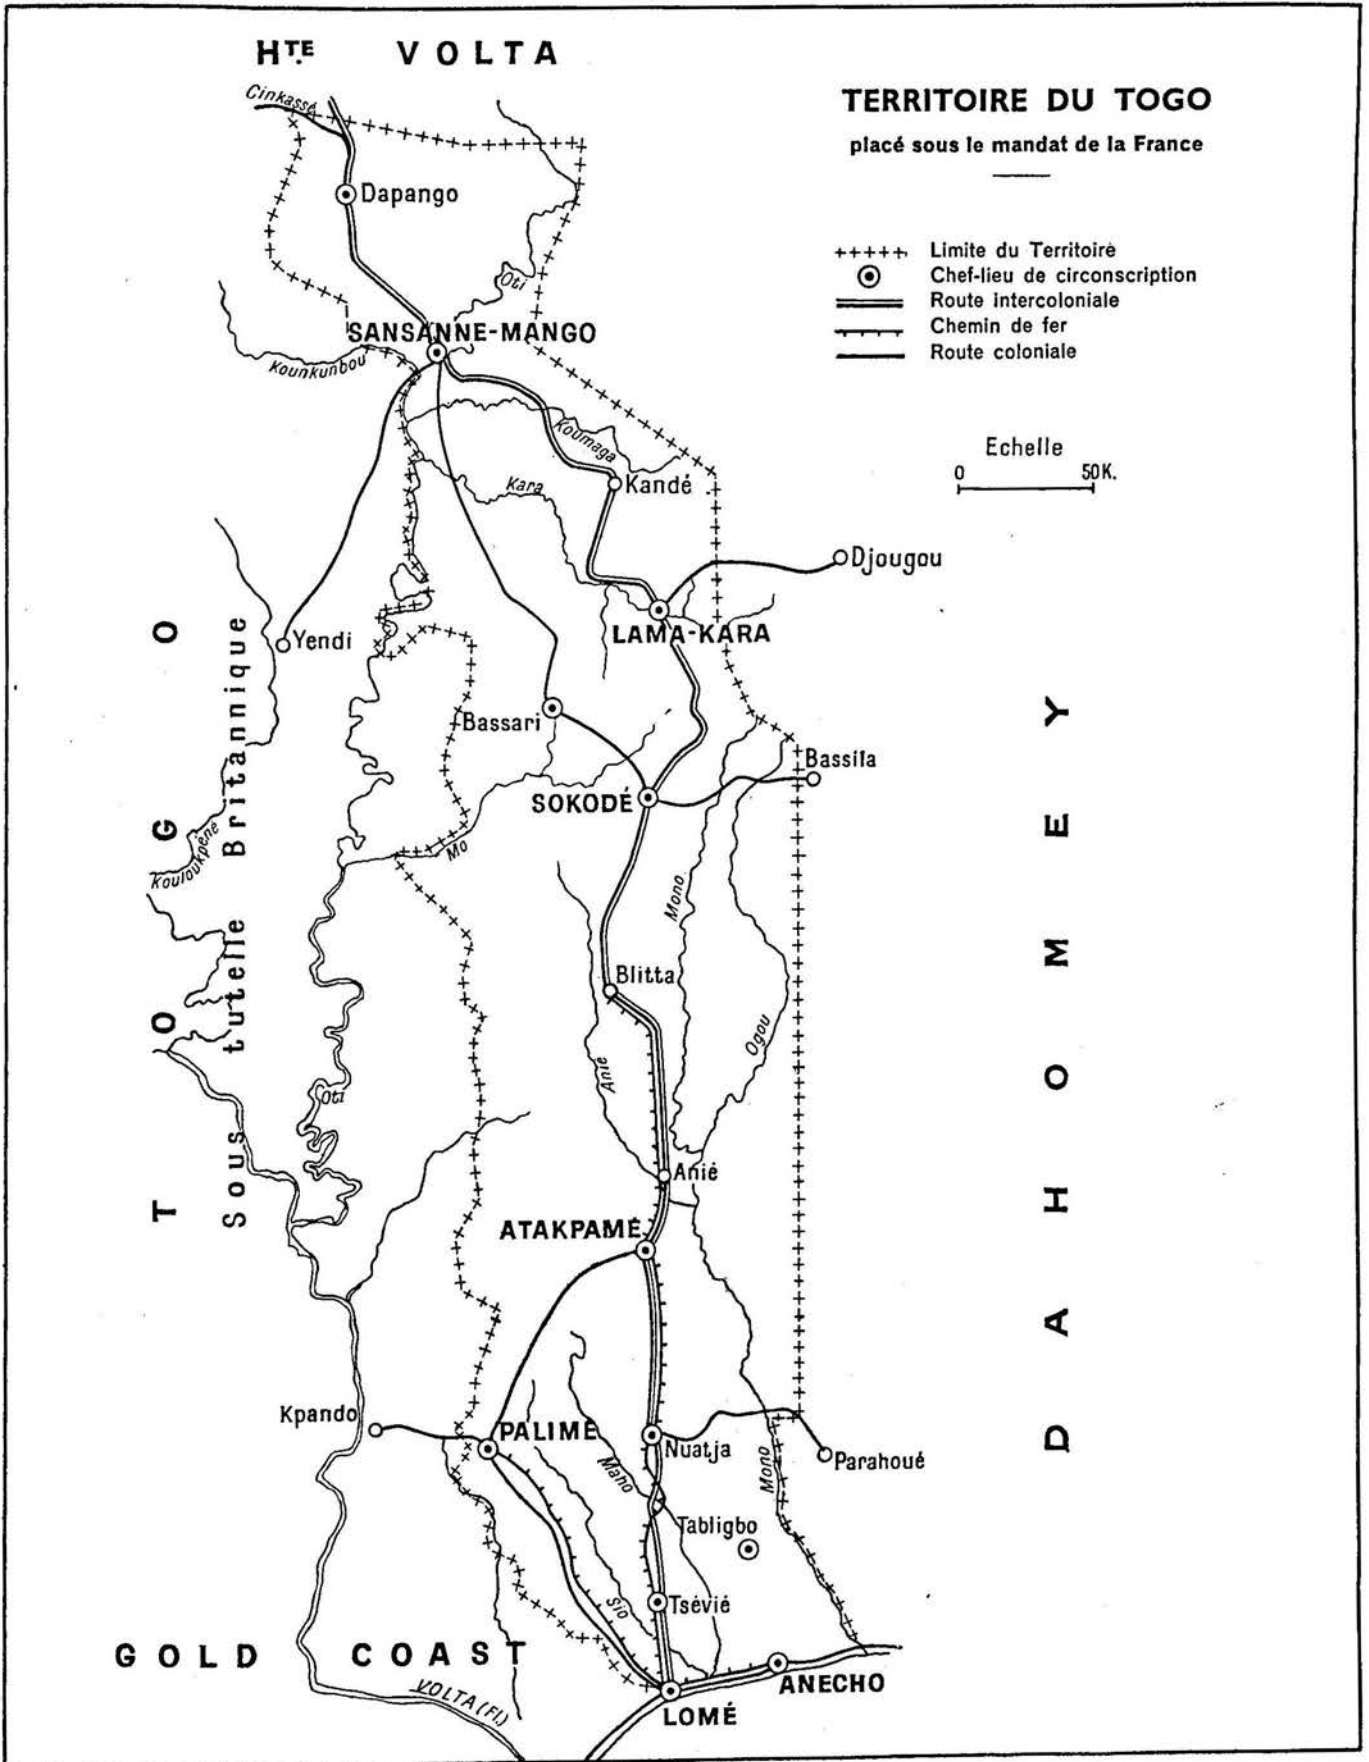 HTE VOLTA
TERRITOIRE DU TOGO
placé sous le mandat de la France
Cinkassé
Dapango
+++++ Limite du Territoire
Chef-lieu de circonscription
Route intercoloniale
Chemin de fer
Route coloniale
Oti
SANSANNE-MANGO
Kounkunbou
Koumaga
Echelle
0 50K.
Kandé
Kara
Djougou
LAMA-KARA
Yendi
TOGO
Sous tutelle Britannique
DAHOMEY
Bassari
Bassila
SOKODÉ
Mo
Kouloukpéné
Mono
Blitta
Ogou
Anié
Oti
Anié
ATAKPAMÉ
Kpando
PALIMÉ
Nuatja
Parahoué
Maho
Mono
Tabligbo
Sio
Tsévié
GOLD COAST
ANECHO
VOLTA (Fl.)
LOMÉ